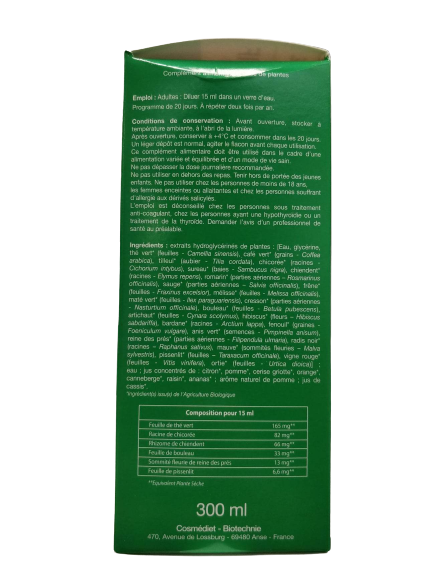 Complément de plantes
Emploi : Adultes : Diluer 15 ml dans un verre d'eau.
Programme de 20 jours. A répéter deux fois par an.
Conditions de conservation : Avant ouverture, stocker à
température ambiante, à l'abri de la lumière.
Après ouverture, conserver à +4°C et consommer dans les 20 jours.
Un léger dépôt est normal, agiter le flacon avant chaque utilisation.
Ce complément alimentaire doit être utilisé dans le cadre d'une
alimentation variée et équilibrée et d'un mode de vie sain.
Ne pas dépasser la dose journalière recommandée.
Ne pas utiliser en dehors des repas. Tenir hors de portée des jeunes
enfants. Ne pas utiliser chez les personnes de moins de 18 ans,
les femmes enceintes ou allaitantes et chez les personnes souffrant
d'allergie aux dérivés salicylés.
L'emploi est déconseillé chez les personnes sous traitement
anti-coagulant, chez les personnes ayant une hypothyroïdie ou un
traitement de la thyroïde. Demander l'avis d'un professionnel de
santé au préalable.
Ingrédients : extraits hydroglycérinés de plantes : [Eau, glycérine,
thé vert* (feuilles - Camellia sinensis), café vert* (grains - Coffea
arabica), tilleul* (aubier - Tilia cordata), chicorée* (racines -
Cichorium intybus), sureau* (baies - Sambucus nigra), chiendent*
(racines - Elymus repens), romarin* (parties aériennes - Rosmarinus
officinalis), sauge* (parties aériennes - Salvia officinalis), frêne*
(feuilles - Fraxinus excelsior), mélisse* (feuilles - Melissa officinalis),
maté vert* (feuilles - Ilex paraguariensis), cresson* (parties aériennes
- Nasturtium officinale), bouleau* (feuilles - Betula pubescens),
artichaut* (feuilles - Cynara scolymus), hibiscus* (fleurs - Hibiscus
sabdariffa), bardane* (racines - Arctium lappa), fenouil* (graines -
Foeniculum vulgare), anis vert* (semences - Pimpinella anisum),
reine des prés* (parties aériennes - Filipendula ulmaria), radis noir*
(racines - Raphanus sativus), mauve* (sommités fleuries - Malva
sylvestris), pissenlit* (feuilles - Taraxacum officinale), vigne rouge*
(feuilles - Vitis vinifera), ortie* (feuilles - Urtica dioica)] ;
eau ; jus concentrés de : citron*, pomme*, cerise griotte*, orange*,
canneberge*, raisin*, ananas* ; arôme naturel de pomme ; jus de
cassis*.
*Ingrédient(s) issu(s) de l'Agriculture Biologique
Composition pour 15 ml
Feuille de thé vert 165 mg**
Racine de chicorée 82 mg**
Rhizome de chiendent 66 mg**
Feuille de bouleau 33 mg**
Sommité fleurie de reine des prés 13 mg**
Feuille de pissenlit 6,6 mg**
**Equivalent Plante Sèche
300 ml
Cosmédiet - Biotechnie
470, Avenue de Lossburg - 69480 Anse - France